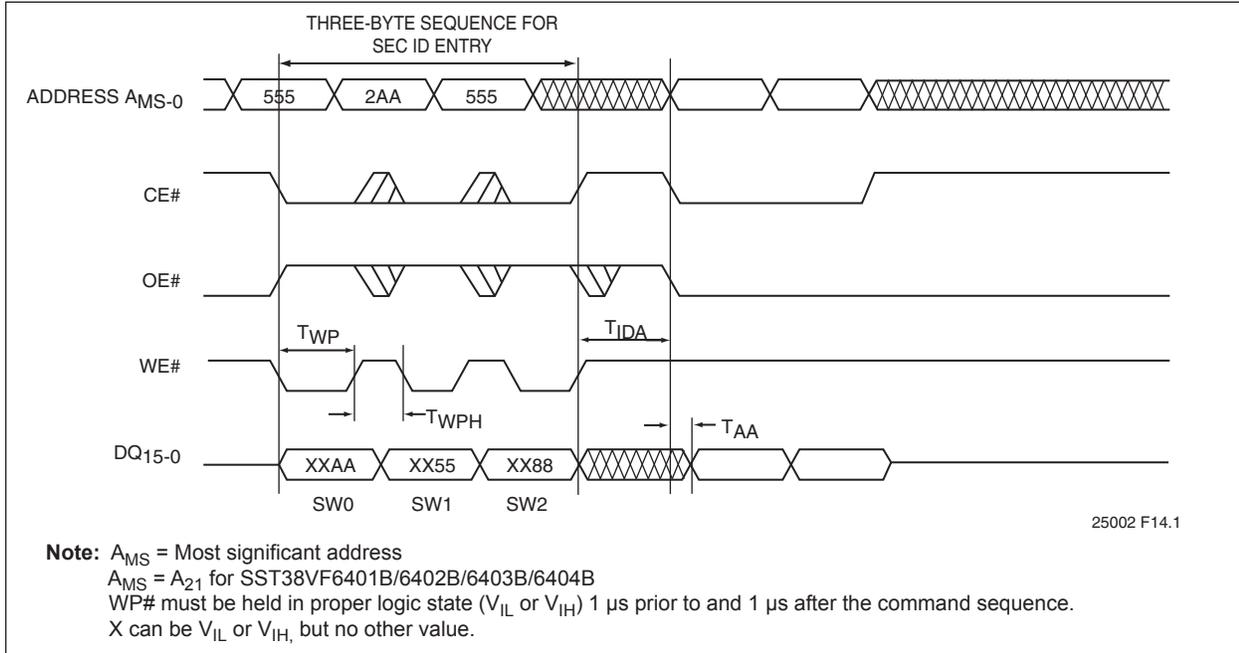 THREE-BYTE SEQUENCE FOR
SEC ID ENTRY
ADDRESS AMS-0
555
2AA
555
CE#
OE#
TWP
TIDA
WE#
TWPH
TAA
DQ15-0
XXAA
XX55
XX88
SW0
SW1
SW2
25002 F14.1
Note: AMS = Most significant address
AMS = A21 for SST38VF6401B/6402B/6403B/6404B
WP# must be held in proper logic state (VIL or VIH) 1 µs prior to and 1 µs after the command sequence.
X can be VIL or VIH, but no other value.